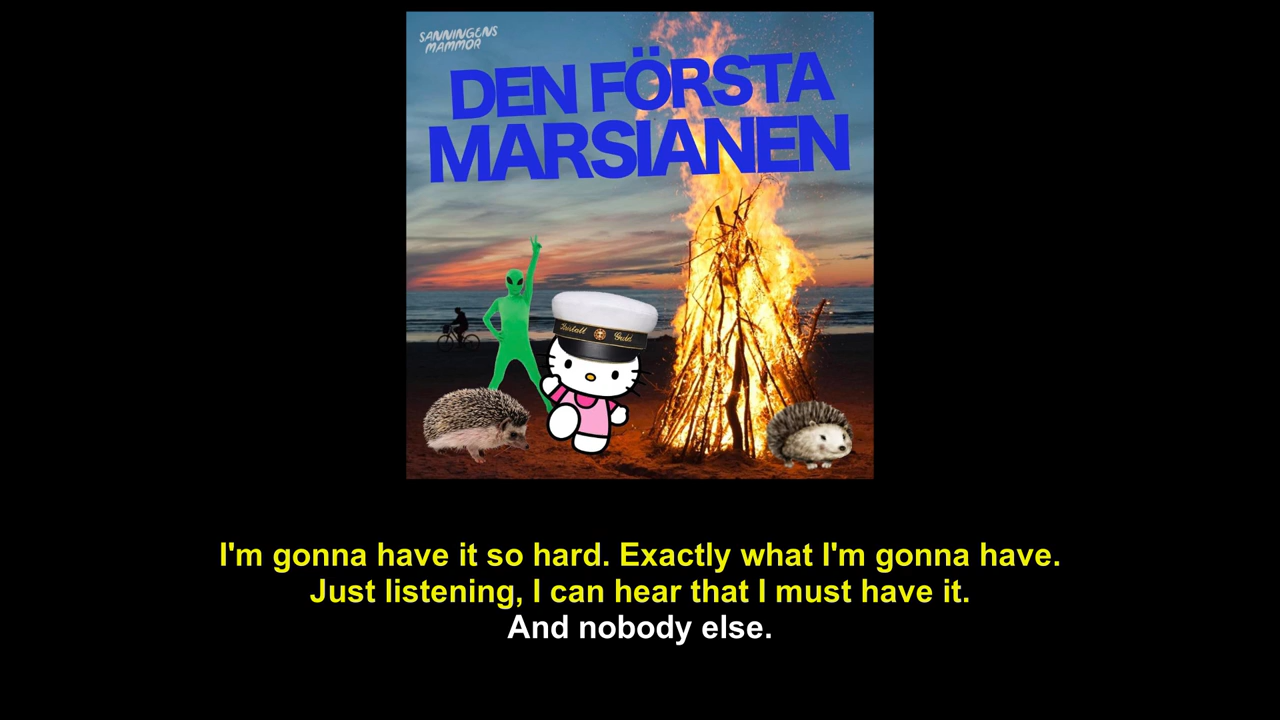 SANNINGENS
MAMMOR
DEN FÖRSTA
MARSIANEN
I'm gonna have it so hard. Exactly what I'm gonna have.
Just listening, I can hear that I must have it.
And nobody else.